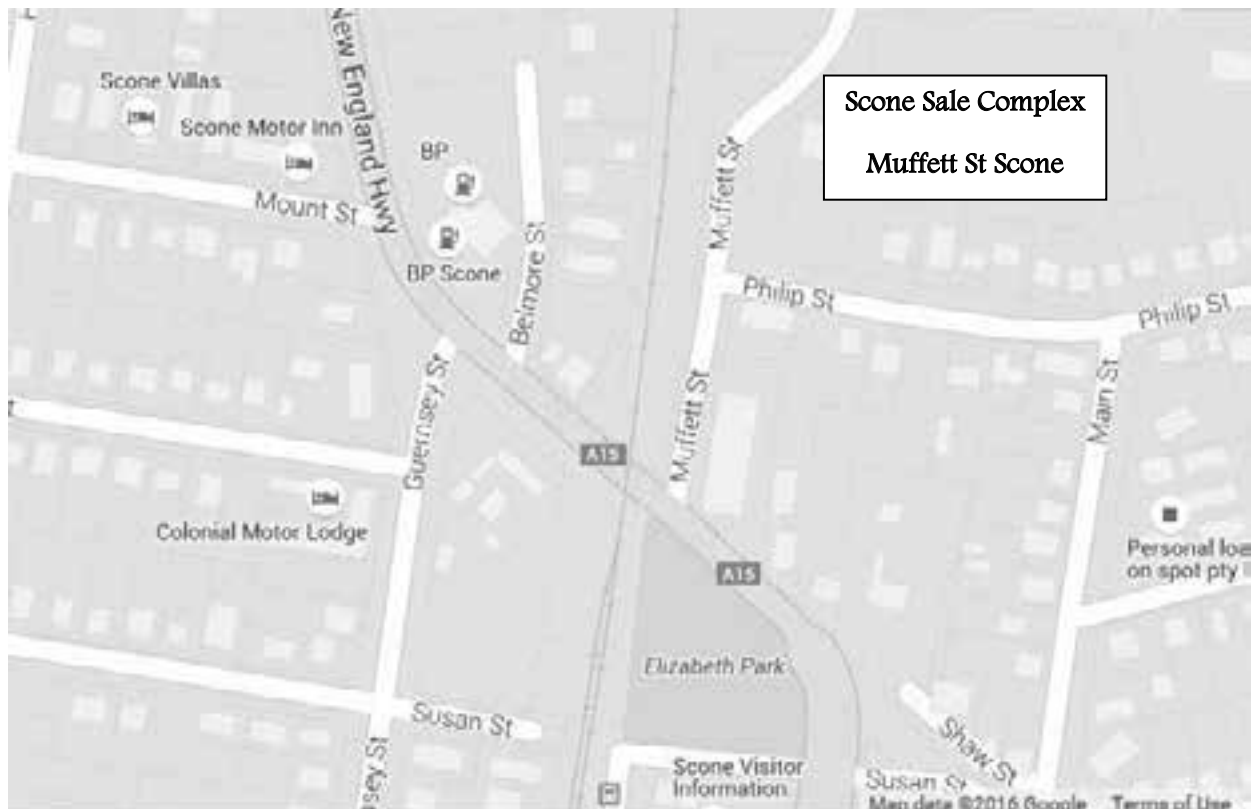 New England Hwy
Scone Villas
Scone Motor Inn
Mount St
BP
BP Scone
Belmore St
Muffett St
Scone Sale Complex
Muffett St Scone
Philip St
Philip St
Guernsey St
Muffett St
Main St
A15
Colonial Motor Lodge
A15
Personal loa
on spot pty
Elizabeth Park
Susan St
Shaw St
sey St
Scone Visitor
Information
Susan St
Map data ©2016 Google Terms of Use